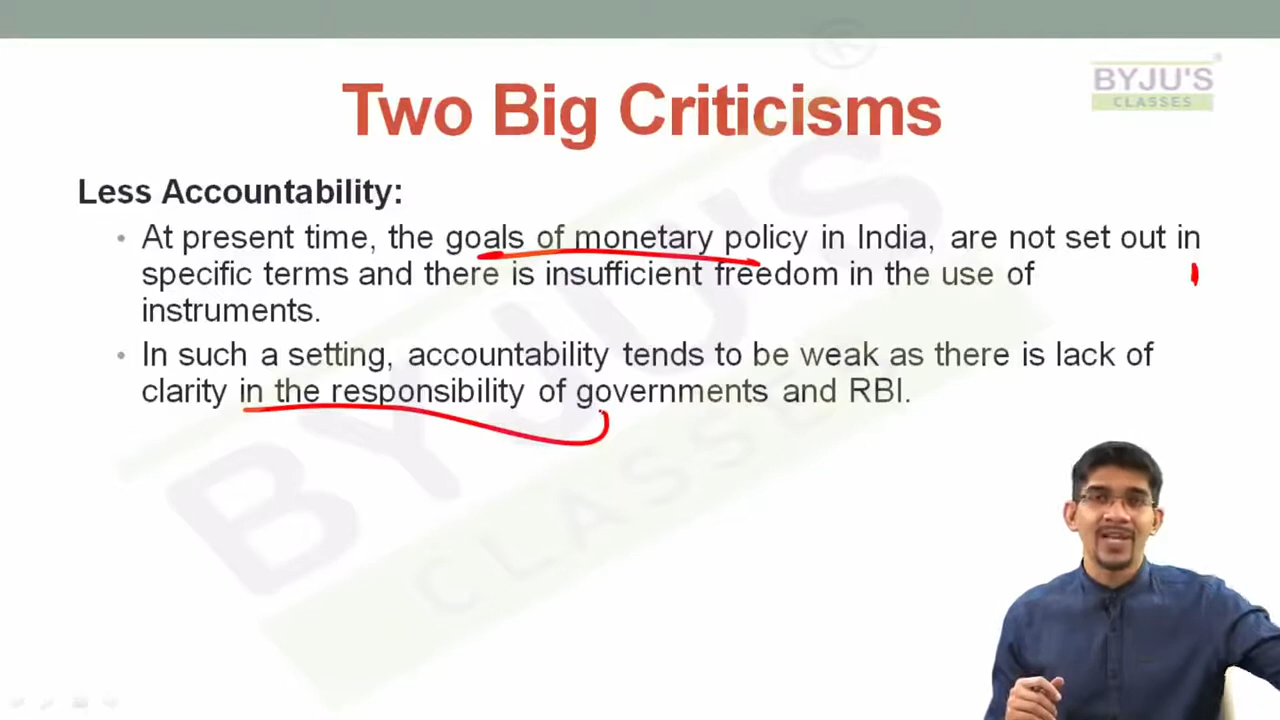 Two Big Criticisms
BYJU'S
CLASSES
Less Accountability:
• At present time, the goals of monetary policy in India, are not set out in
specific terms and there is insufficient freedom in the use of
instruments.
• In such a setting, accountability tends to be weak as there is lack of
clarity in the responsibility of governments and RBI.
BYJU'S
CLASSES
®